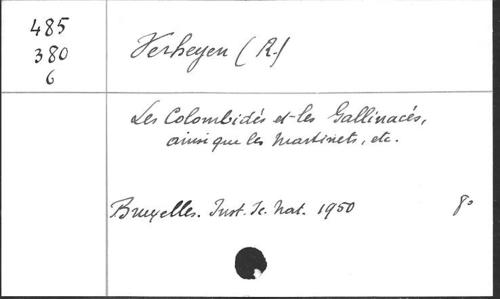 485
380
6
Verheyen (R.)
Les Colombidés et les Gallinacés,
ainsi que les Martinets, etc.
Bruxelles. Inst. Sc. Nat. 1950 8°